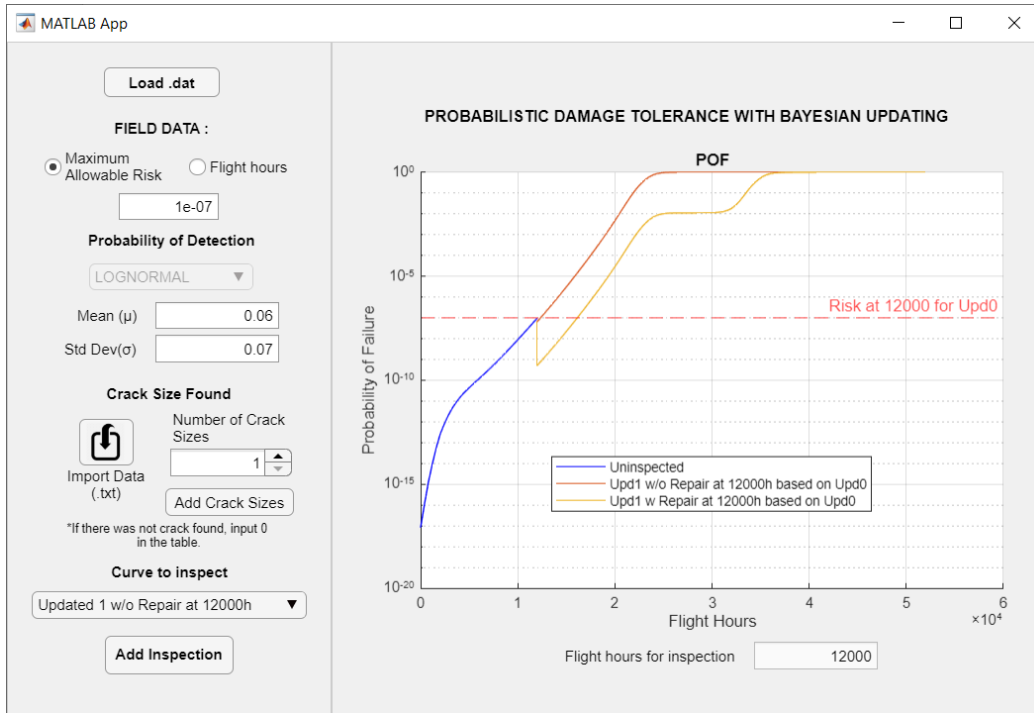 MATLAB App
Load .dat
FIELD DATA :
Maximum
Allowable Risk
Flight hours
1e-07
Probability of Detection
LOGNORMAL
Mean (μ)
0.06
Std Dev(σ)
0.07
Crack Size Found
Number of Crack
Sizes
1
Import Data
(.txt)
Add Crack Sizes
*If there was not crack found, input 0
in the table.
Curve to inspect
Updated 1 w/o Repair at 12000h
Add Inspection
PROBABILISTIC DAMAGE TOLERANCE WITH BAYESIAN UPDATING
POF
Probability of Failure
10⁰
10⁻⁵
10⁻¹⁰
10⁻¹⁵
10⁻²⁰
Risk at 12000 for Upd0
Uninspected
Upd1 w/o Repair at 12000h based on Upd0
Upd1 w Repair at 12000h based on Upd0
0 1 2 3 4 5 6
×10⁴
Flight Hours
Flight hours for inspection
12000